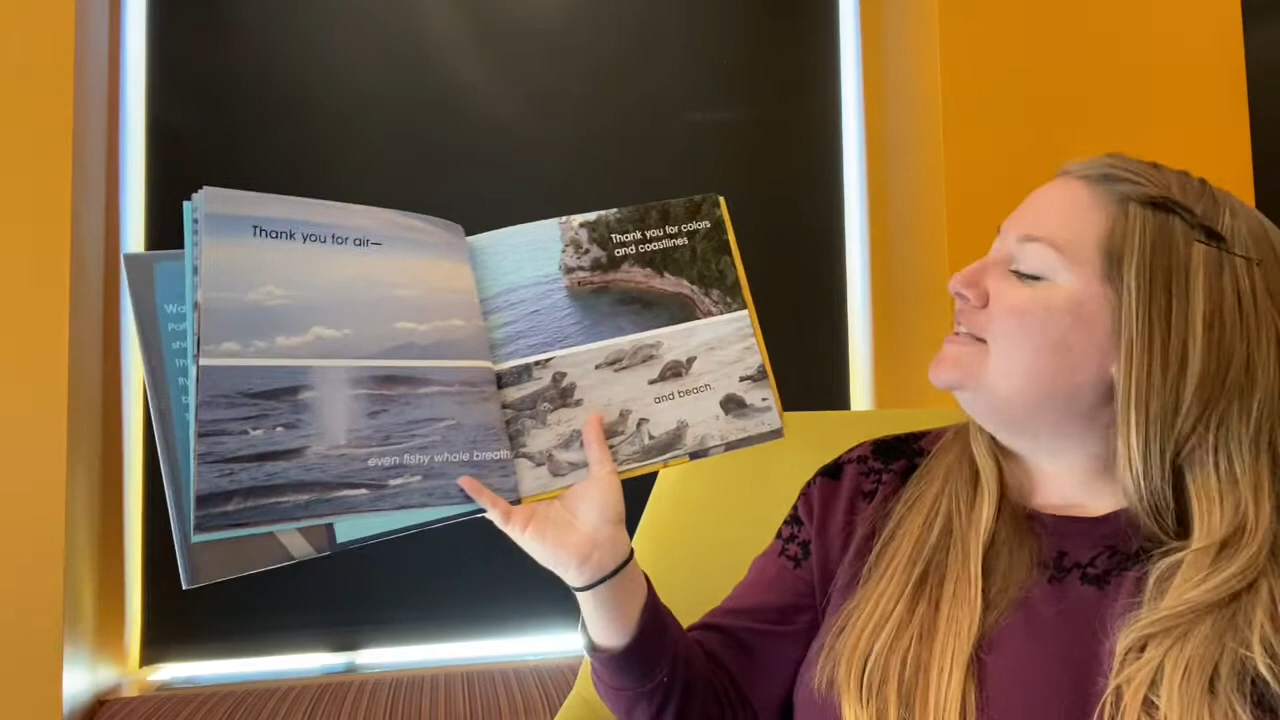 Thank you for air—
even fishy whale breath.
Thank you for colors
and coastlines
and beach.